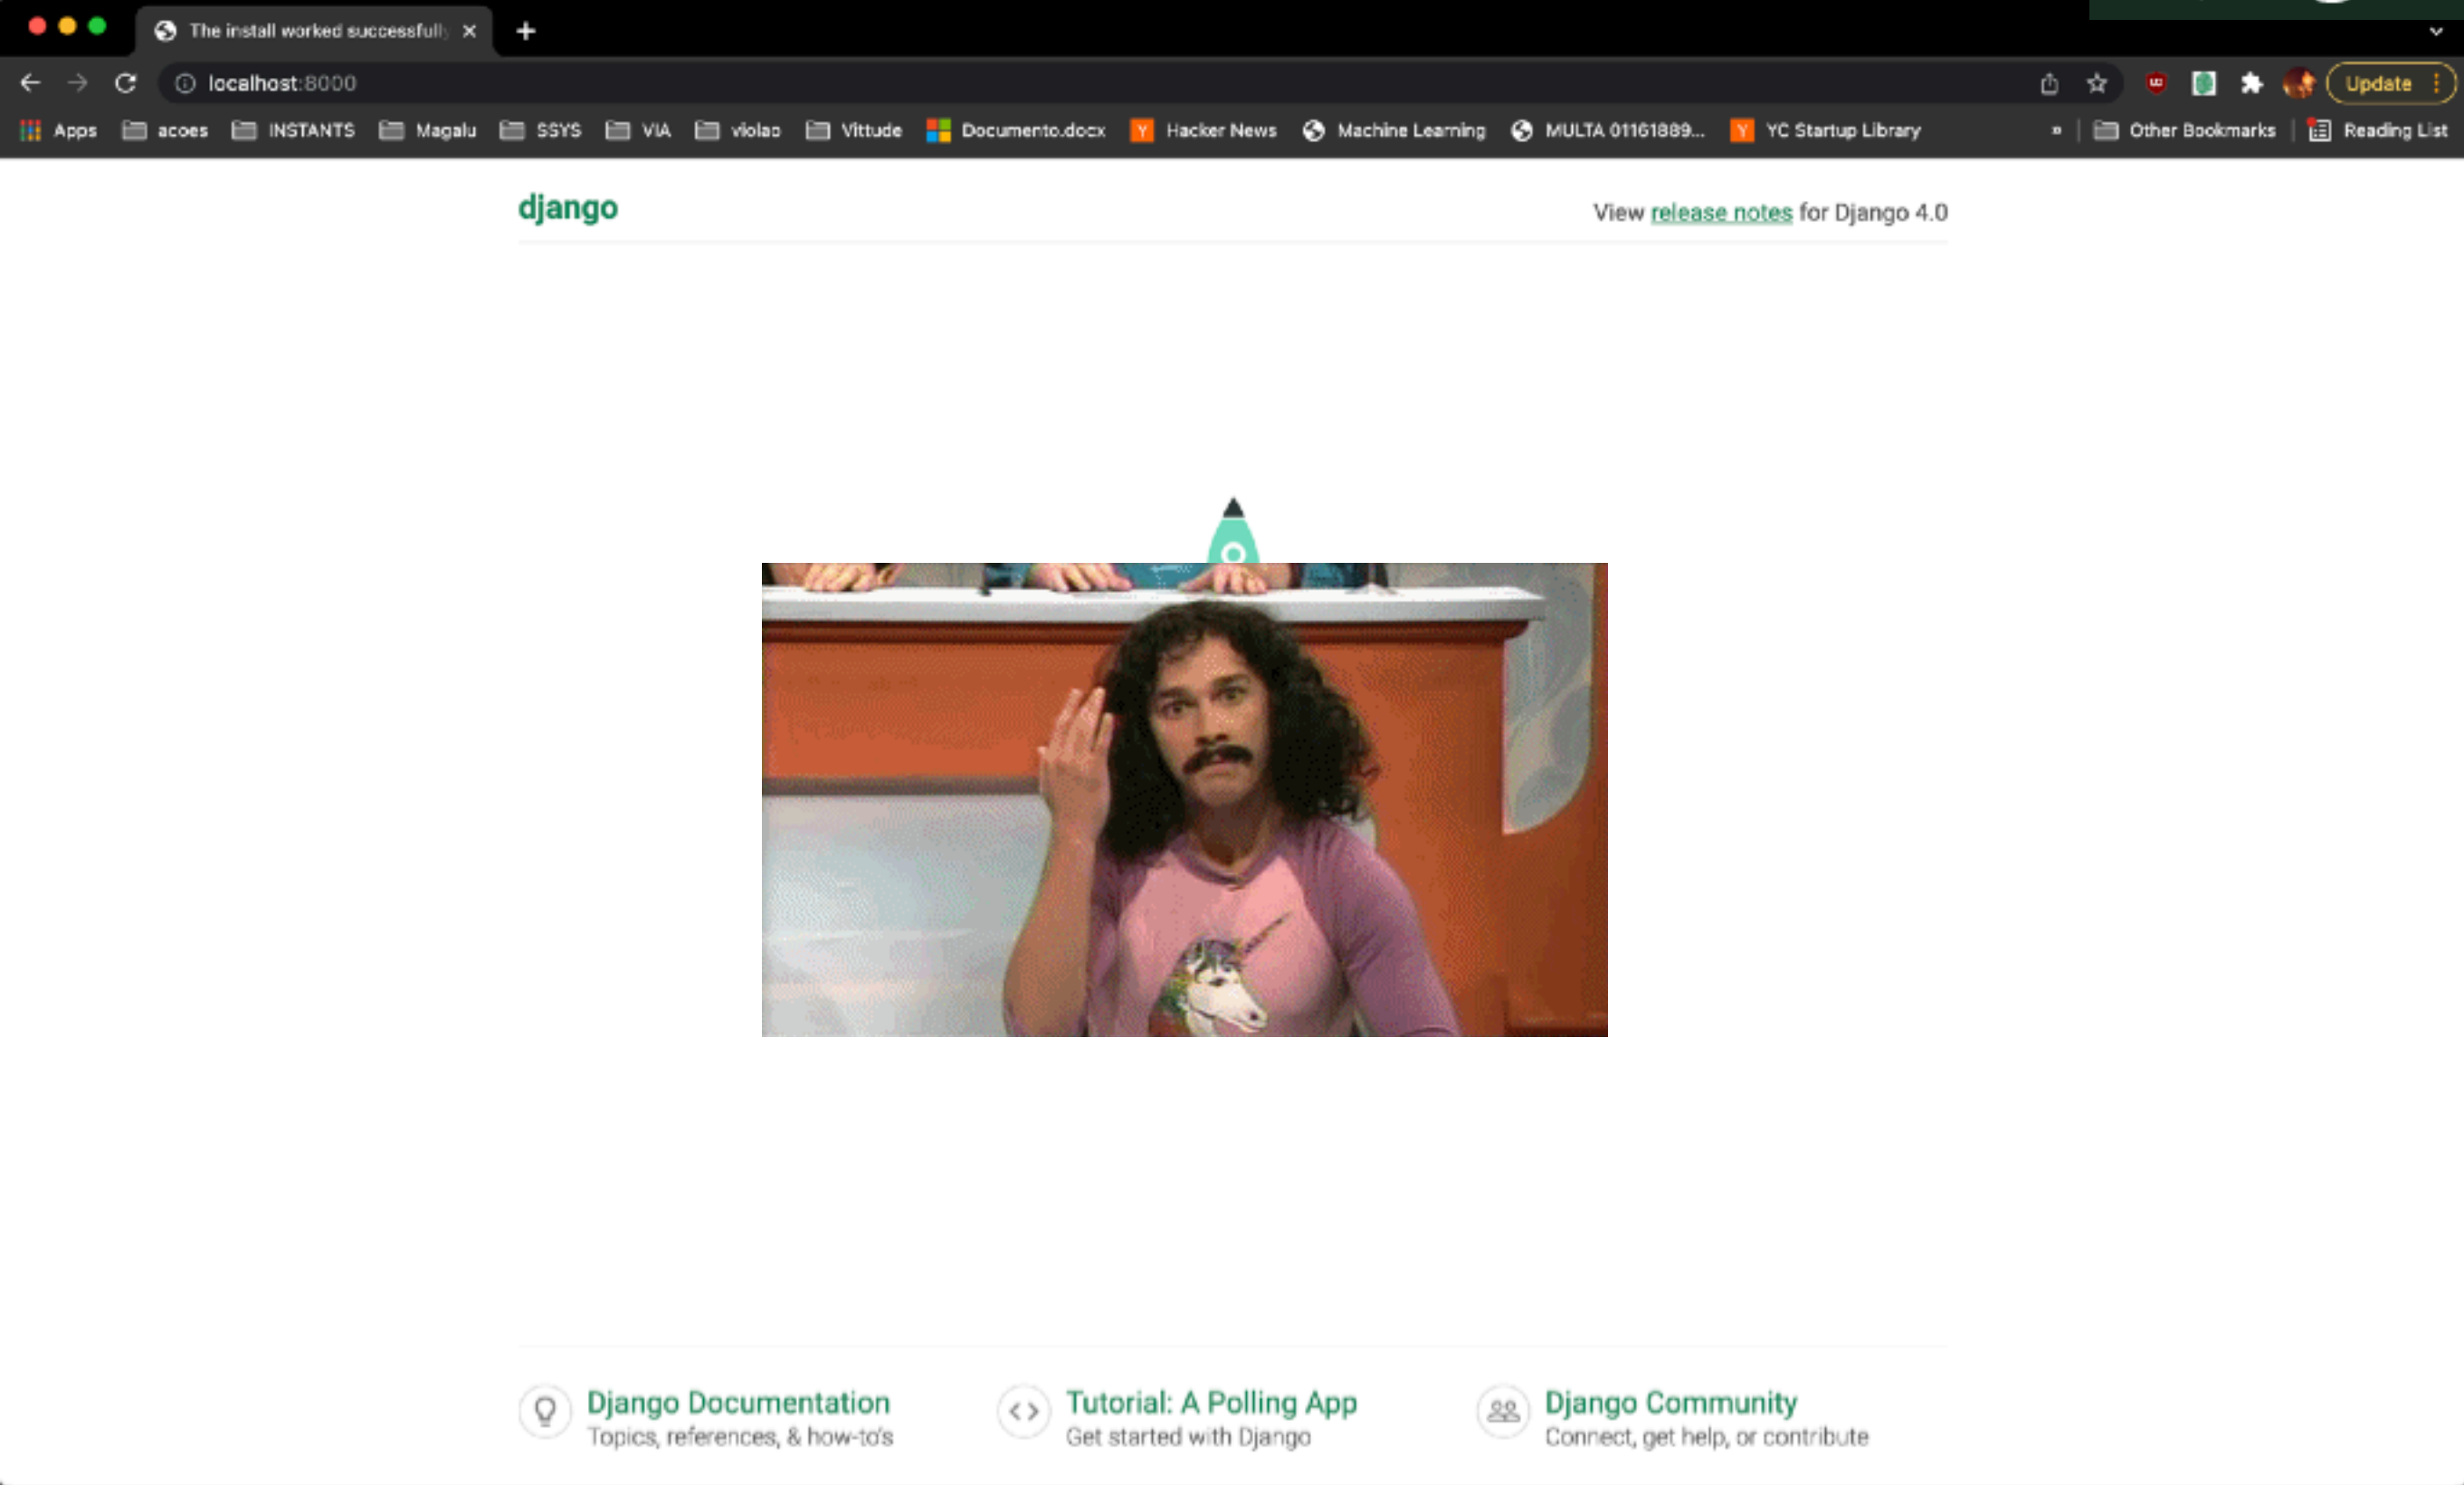 The install worked successfull
localhost:8000
Update
Apps acoes INSTANTS Magalu SSYS VIA violao Vittude Documento.docx Hacker News Machine Learning MULTA 01161889... YC Startup Library » Other Bookmarks Reading List
django
View release notes for Django 4.0
Django Documentation
Topics, references, & how-to's
Tutorial: A Polling App
Get started with Django
Django Community
Connect, get help, or contribute